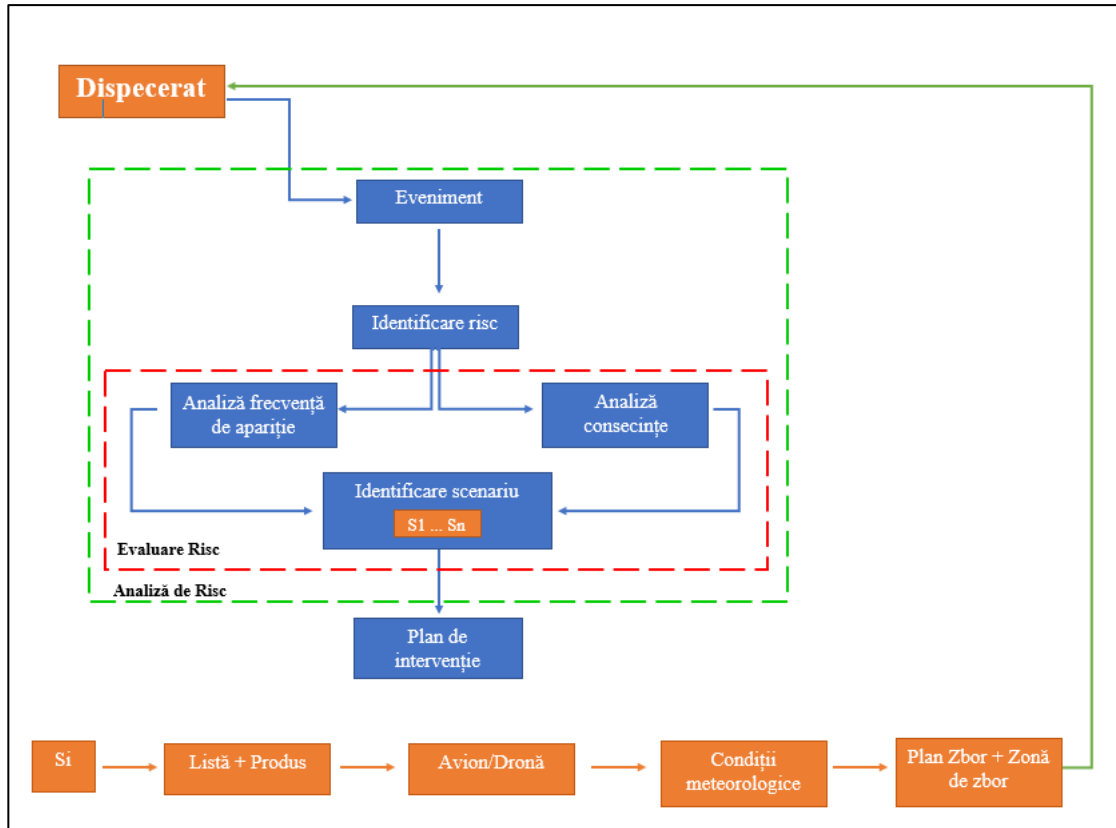 Dispecerat
Eveniment
Identificare risc
Analiză frecvență
de apariție
Analiză
consecințe
Identificare scenariu
S1 ... Sn
Evaluare Risc
Analiză de Risc
Plan de
intervenție
Si
Listă + Produs
Avion/Dronă
Condiții
meteorologice
Plan Zbor + Zonă
de zbor